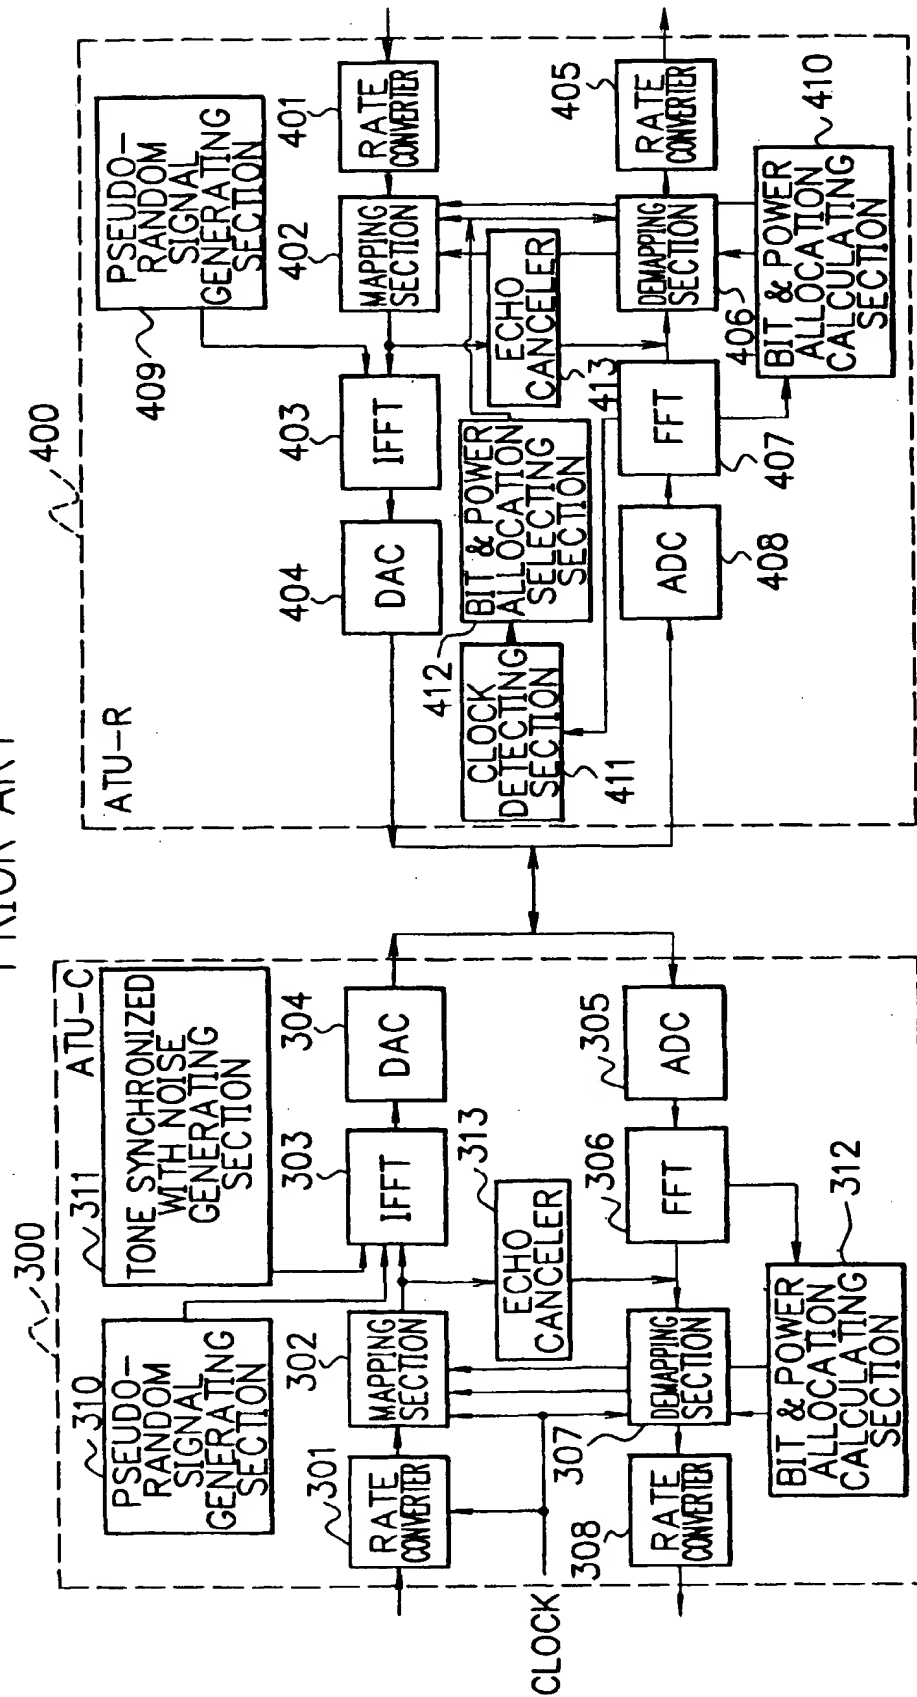 PRIOR ART
300
ATU-C
310
PSEUDO-
RANDOM
SIGNAL
GENERATING
SECTION
311
TONE SYNCHRONIZED
WITH NOISE
GENERATING
SECTION
301
RATE
CONVERTER
302
MAPPING
SECTION
303
IFFT
304
DAC
313
ECHO
CANCELER
CLOCK
308
RATE
CONVERTER
307
DEMAPPING
SECTION
306
FFT
305
ADC
312
BIT & POWER
ALLOCATION
CALCULATING
SECTION
400
ATU-R
409
PSEUDO-
RANDOM
SIGNAL
GENERATING
SECTION
404
DAC
403
IFFT
402
MAPPING
SECTION
401
RATE
CONVERTER
CLOCK
DETECTING
SECTION
411
412
BIT & POWER
ALLOCATION
SELECTING
SECTION
ECHO
CANCELER
413
408
ADC
407
FFT
406
DEMAPPING
SECTION
405
RATE
CONVERTER
410
BIT & POWER
ALLOCATION
CALCULATING
SECTION